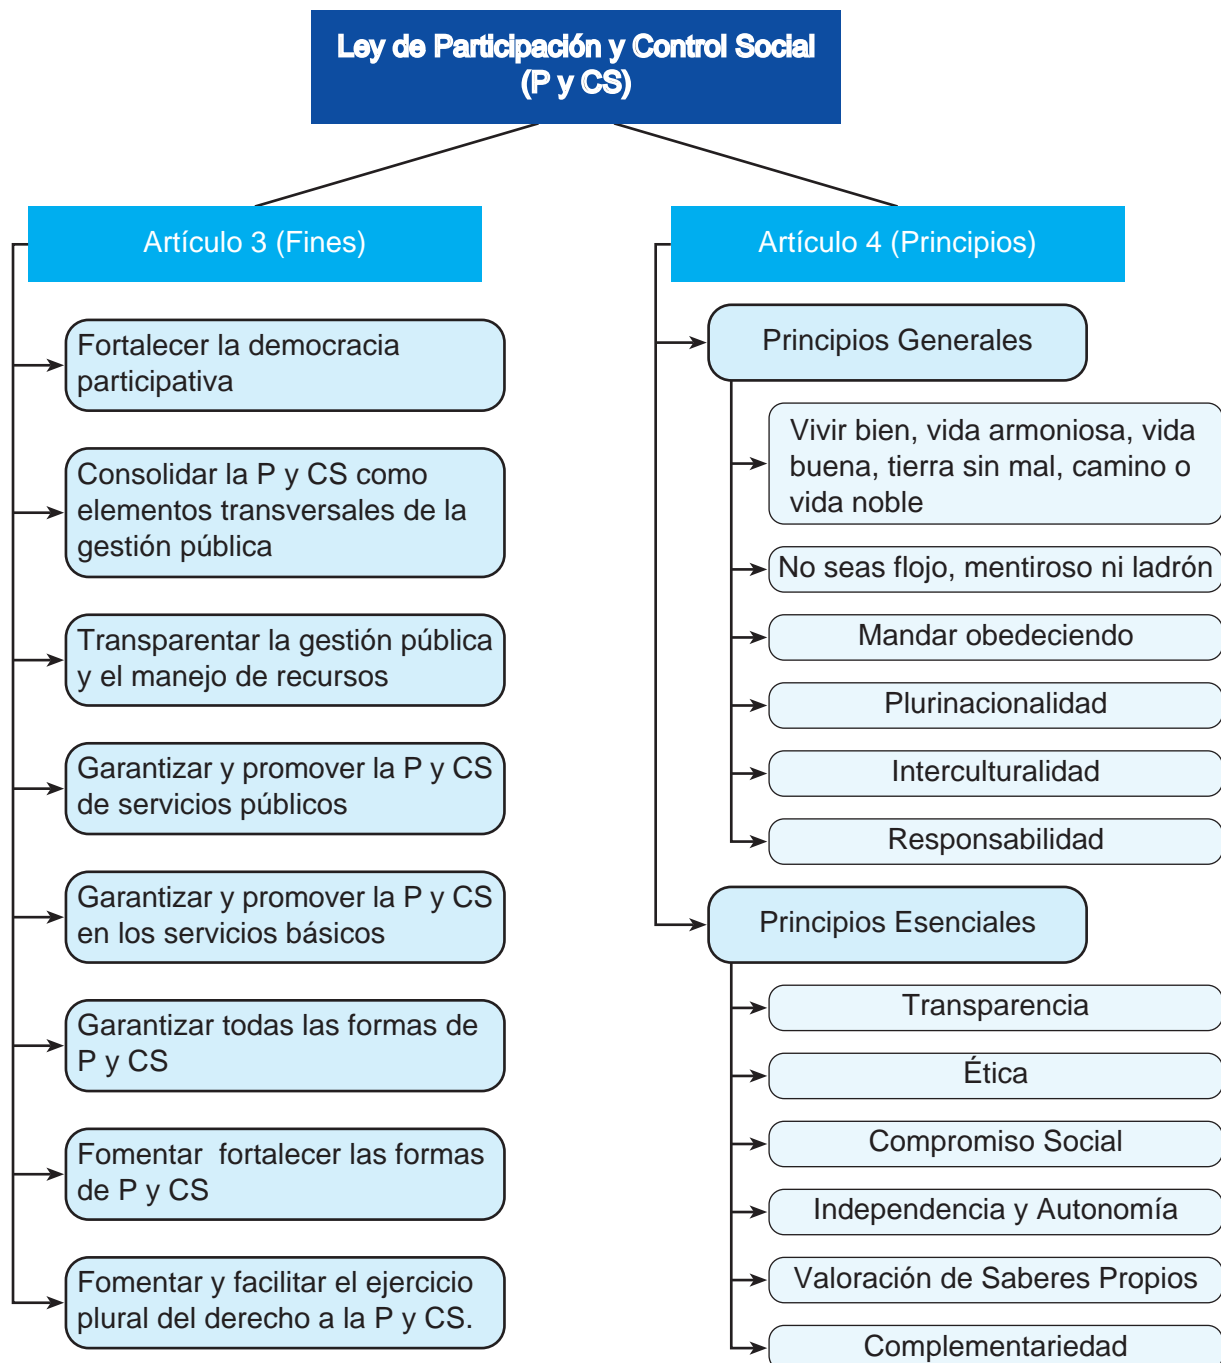 Ley de Participación y Control Social
(P y CS)
Artículo 3 (Fines)
Fortalecer la democracia
participativa
Consolidar la P y CS como
elementos transversales de la
gestión pública
Transparentar la gestión pública
y el manejo de recursos
Garantizar y promover la P y CS
de servicios públicos
Garantizar y promover la P y CS
en los servicios básicos
Garantizar todas las formas de
P y CS
Fomentar  fortalecer las formas
de P y CS
Fomentar y facilitar el ejercicio
plural del derecho a la P y CS.
Artículo 4 (Principios)
Principios Generales
Vivir bien, vida armoniosa, vida
buena, tierra sin mal, camino o
vida noble
No seas flojo, mentiroso ni ladrón
Mandar obedeciendo
Plurinacionalidad
Interculturalidad
Responsabilidad
Principios Esenciales
Transparencia
Ética
Compromiso Social
Independencia y Autonomía
Valoración de Saberes Propios
Complementariedad